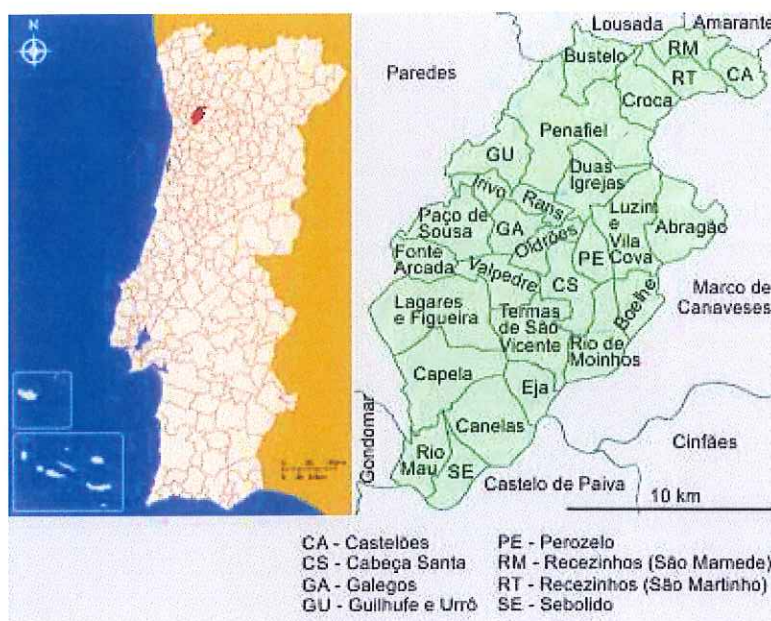 N
Lousada
Amarante
Paredes
Bustelo
RM
RT
CA
Croca
Penafiel
GU
Duas
Igrejas
Irivo
Rans
Luzim
e
Vila
Cova
Abragão
Paço de
Sousa
GA
Oldrões
PE
Fonte
Arcada
Valpedre
CS
Boelhe
Marco de
Canaveses
Lagares
e Figueira
Termas
de São
Vicente
Rio de
Moinhos
Capela
Eja
Gondomar
Canelas
Cinfães
Rio
Mau
SE
Castelo de Paiva
10 km
CA - Castelões
CS - Cabeça Santa
GA - Galegos
GU - Guilhufe e Urrô
PE - Perozelo
RM - Recezinhos (São Mamede)
RT - Recezinhos (São Martinho)
SE - Sebolido